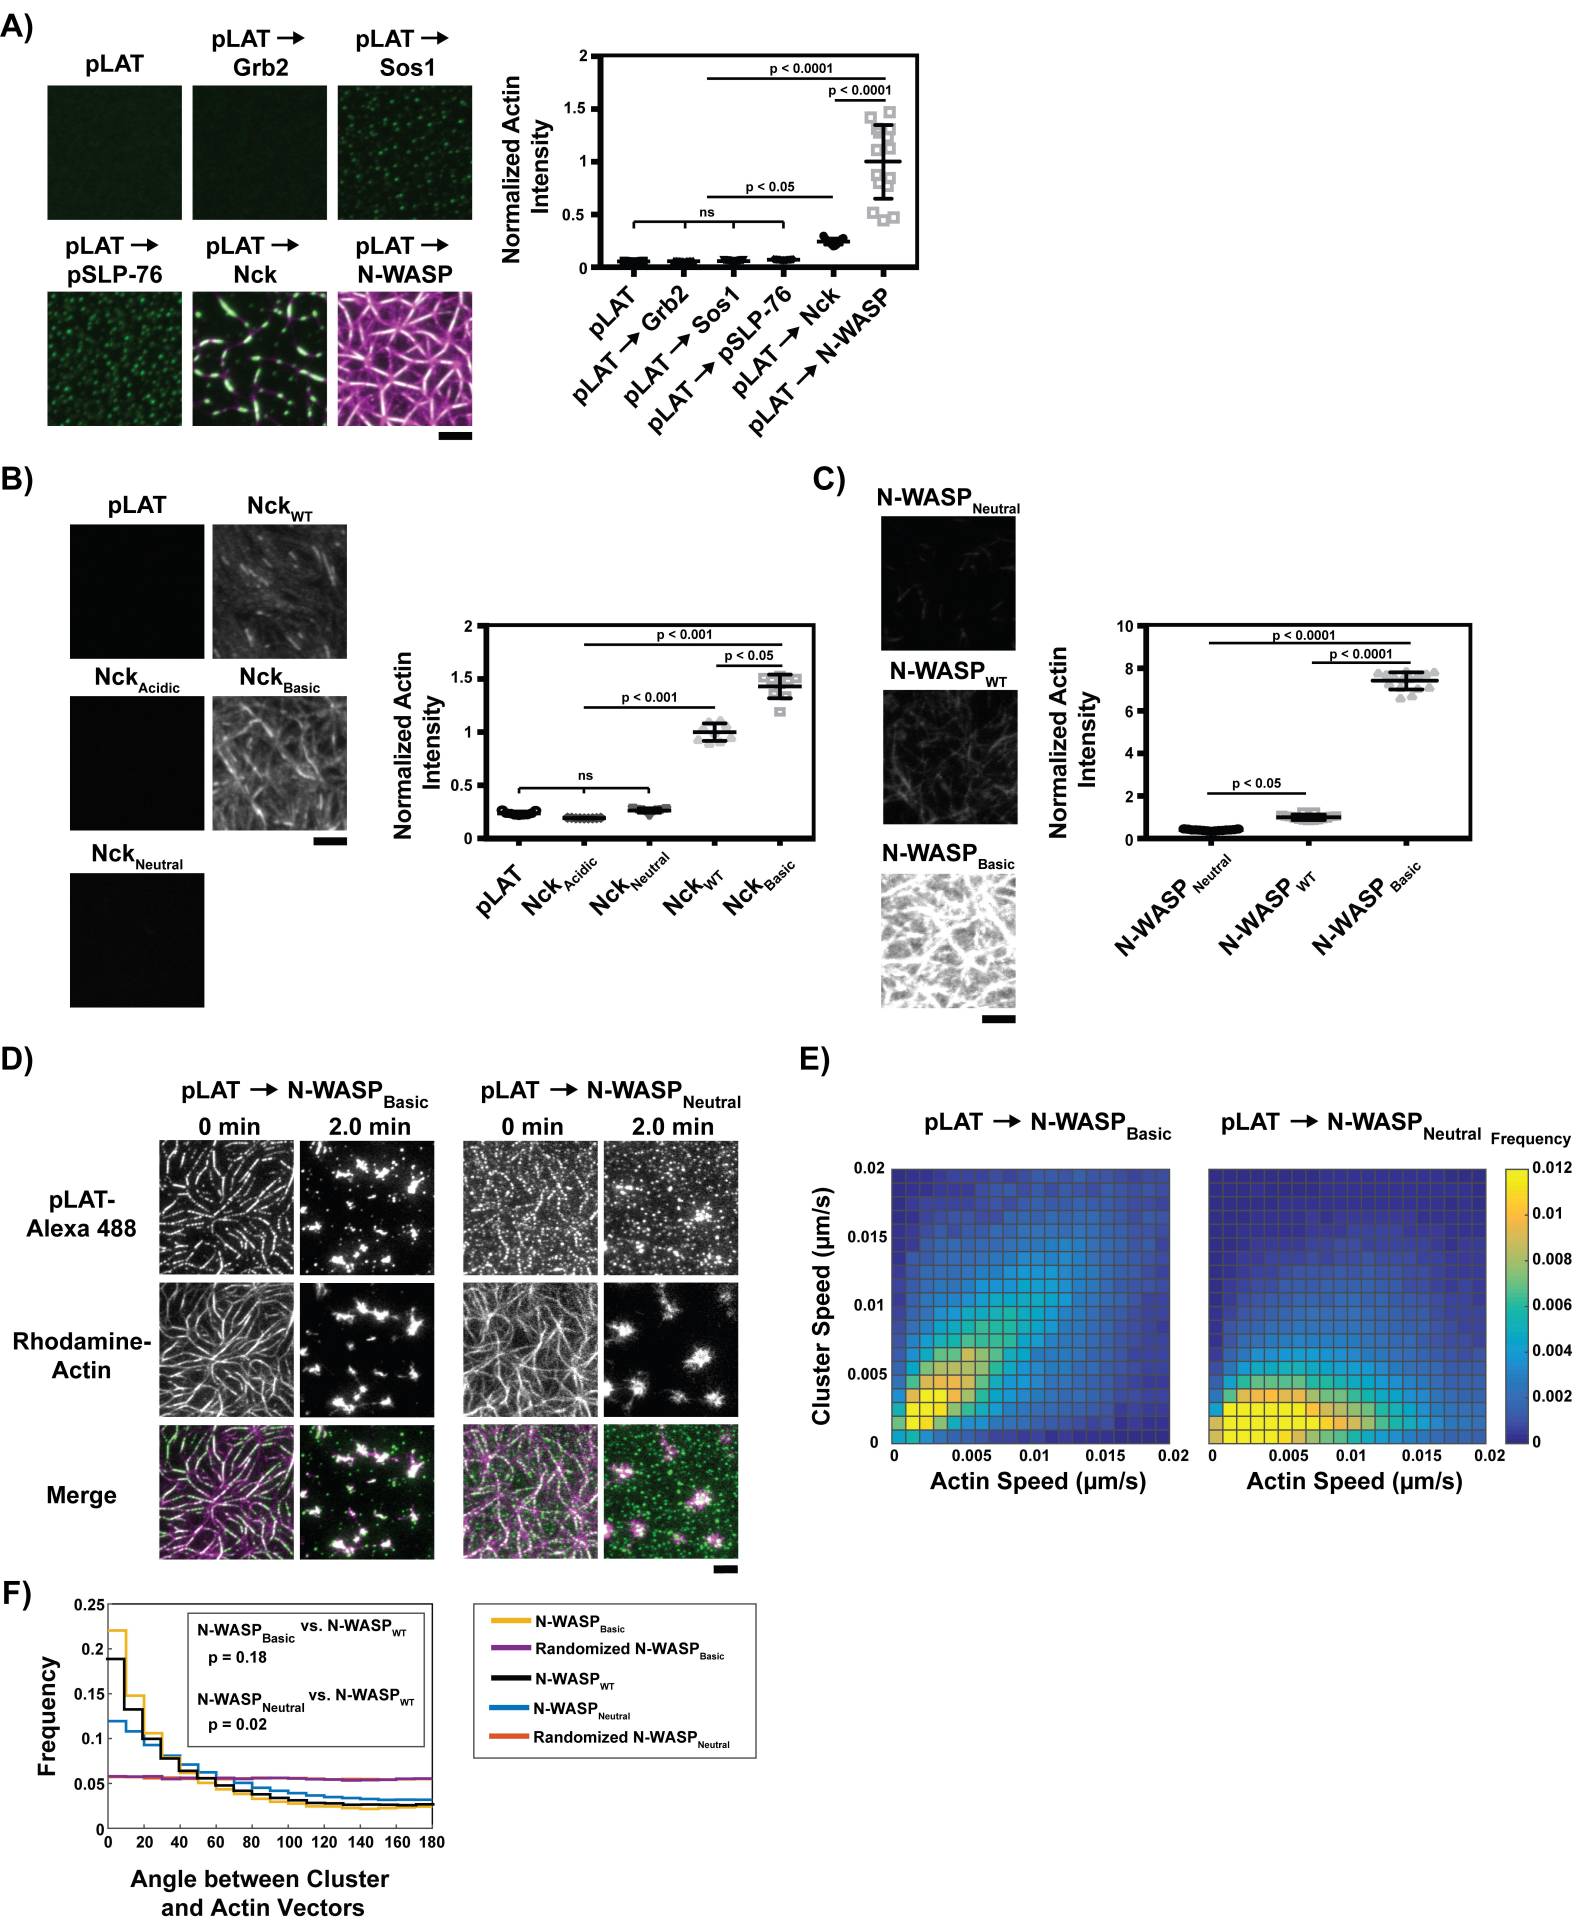 A)
pLAT
pLAT → Grb2
pLAT → Sos1
pLAT → pSLP-76
pLAT → Nck
pLAT → N-WASP
Normalized Actin Intensity
2
1.5
1
0.5
0
p < 0.0001
p < 0.0001
p < 0.05
ns
pLAT
pLAT → Grb2
pLAT → Sos1
pLAT → pSLP-76
pLAT → Nck
pLAT → N-WASP
B)
pLAT
NckWT
NckAcidic
NckBasic
NckNeutral
Normalized Actin Intensity
2
1.5
1
0.5
0
p < 0.001
p < 0.05
p < 0.001
ns
pLAT
NckAcidic
NckNeutral
NckWT
NckBasic
C)
N-WASPNeutral
N-WASPWT
N-WASPBasic
Normalized Actin Intensity
10
8
6
4
2
0
p < 0.0001
p < 0.0001
p < 0.05
N-WASPNeutral
N-WASPWT
N-WASPBasic
D)
pLAT → N-WASPBasic
0 min
2.0 min
pLAT → N-WASPNeutral
0 min
2.0 min
pLAT-
Alexa 488
Rhodamine-
Actin
Merge
E)
pLAT → N-WASPBasic
pLAT → N-WASPNeutral
Frequency
Cluster Speed (µm/s)
0.02
0.015
0.01
0.005
0
0 0.005 0.01 0.015 0.02
Actin Speed (µm/s)
0 0.005 0.01 0.015 0.02
Actin Speed (µm/s)
0.012
0.01
0.008
0.006
0.004
0.002
0
F)
Frequency
0.25
0.2
0.15
0.1
0.05
0
N-WASPBasic vs. N-WASPWT
p = 0.18
N-WASPNeutral vs. N-WASPWT
p = 0.02
0 20 40 60 80 100 120 140 160 180
Angle between Cluster
and Actin Vectors
N-WASPBasic
Randomized N-WASPBasic
N-WASPWT
N-WASPNeutral
Randomized N-WASPNeutral